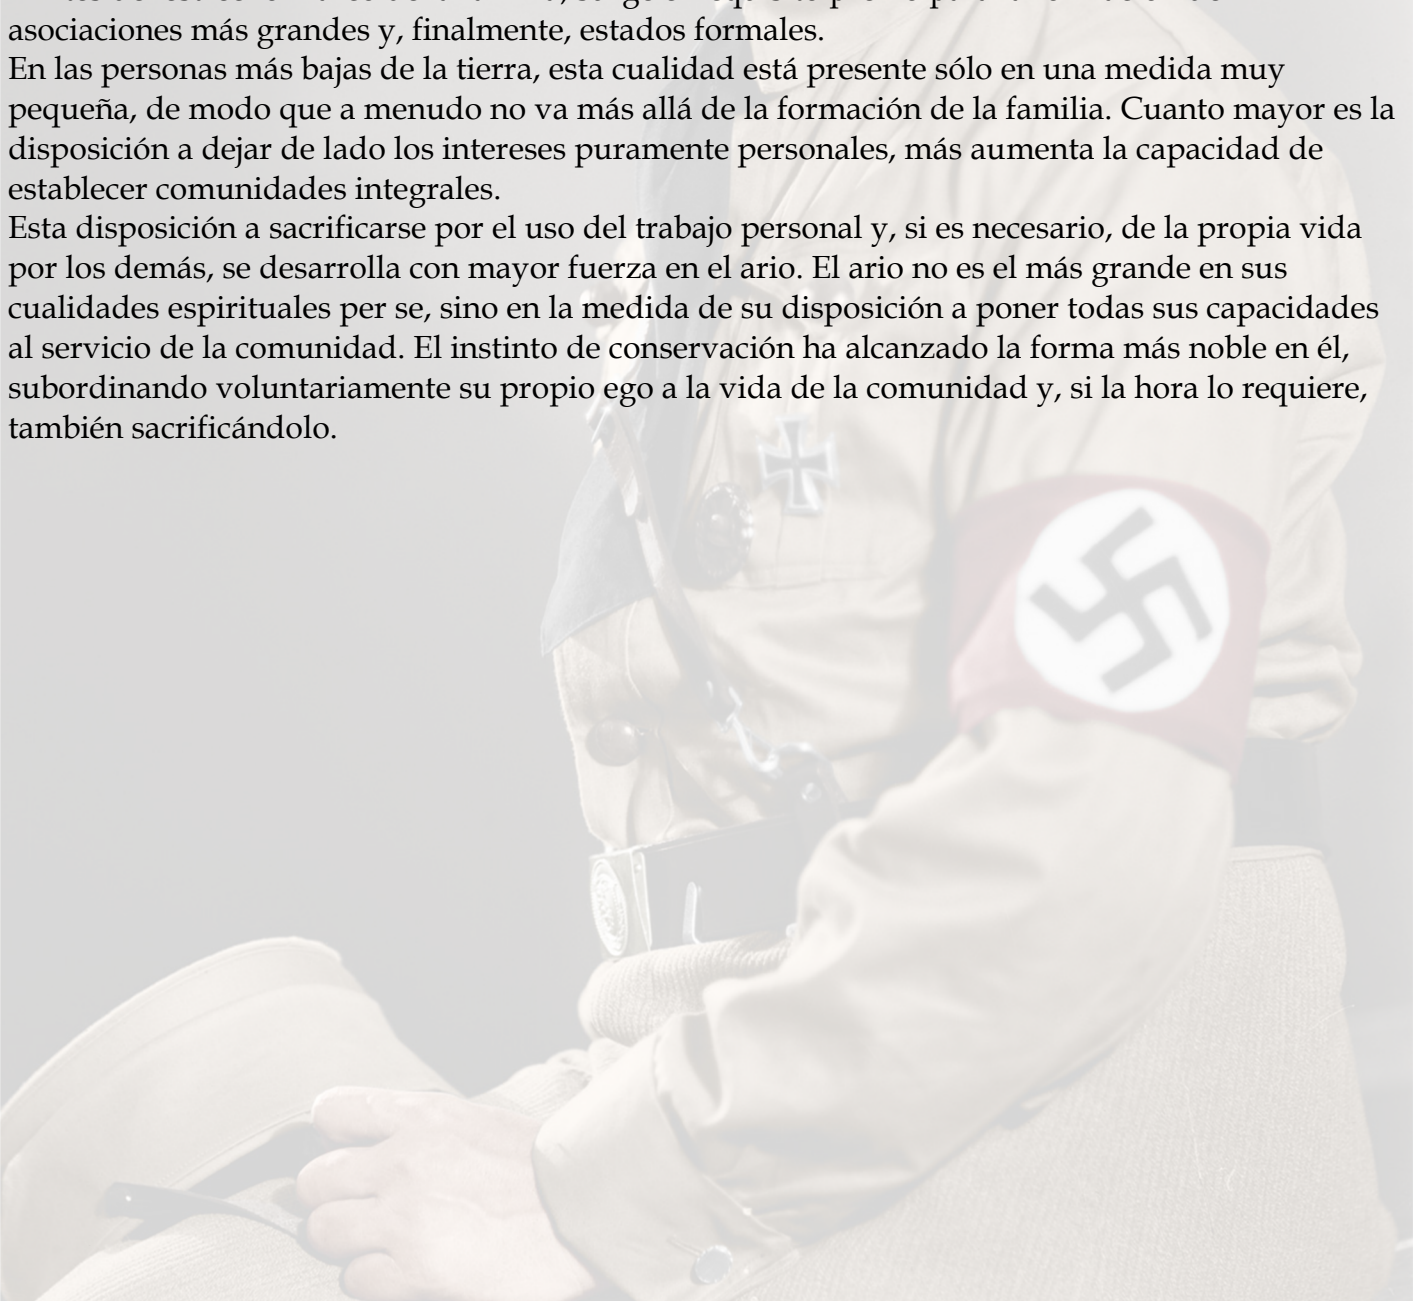 asociaciones más grandes y, finalmente, estados formales.
En las personas más bajas de la tierra, esta cualidad está presente sólo en una medida muy
pequeña, de modo que a menudo no va más allá de la formación de la familia. Cuanto mayor es la
disposición a dejar de lado los intereses puramente personales, más aumenta la capacidad de
establecer comunidades integrales.
Esta disposición a sacrificarse por el uso del trabajo personal y, si es necesario, de la propia vida
por los demás, se desarrolla con mayor fuerza en el ario. El ario no es el más grande en sus
cualidades espirituales per se, sino en la medida de su disposición a poner todas sus capacidades
al servicio de la comunidad. El instinto de conservación ha alcanzado la forma más noble en él,
subordinando voluntariamente su propio ego a la vida de la comunidad y, si la hora lo requiere,
también sacrificándolo.